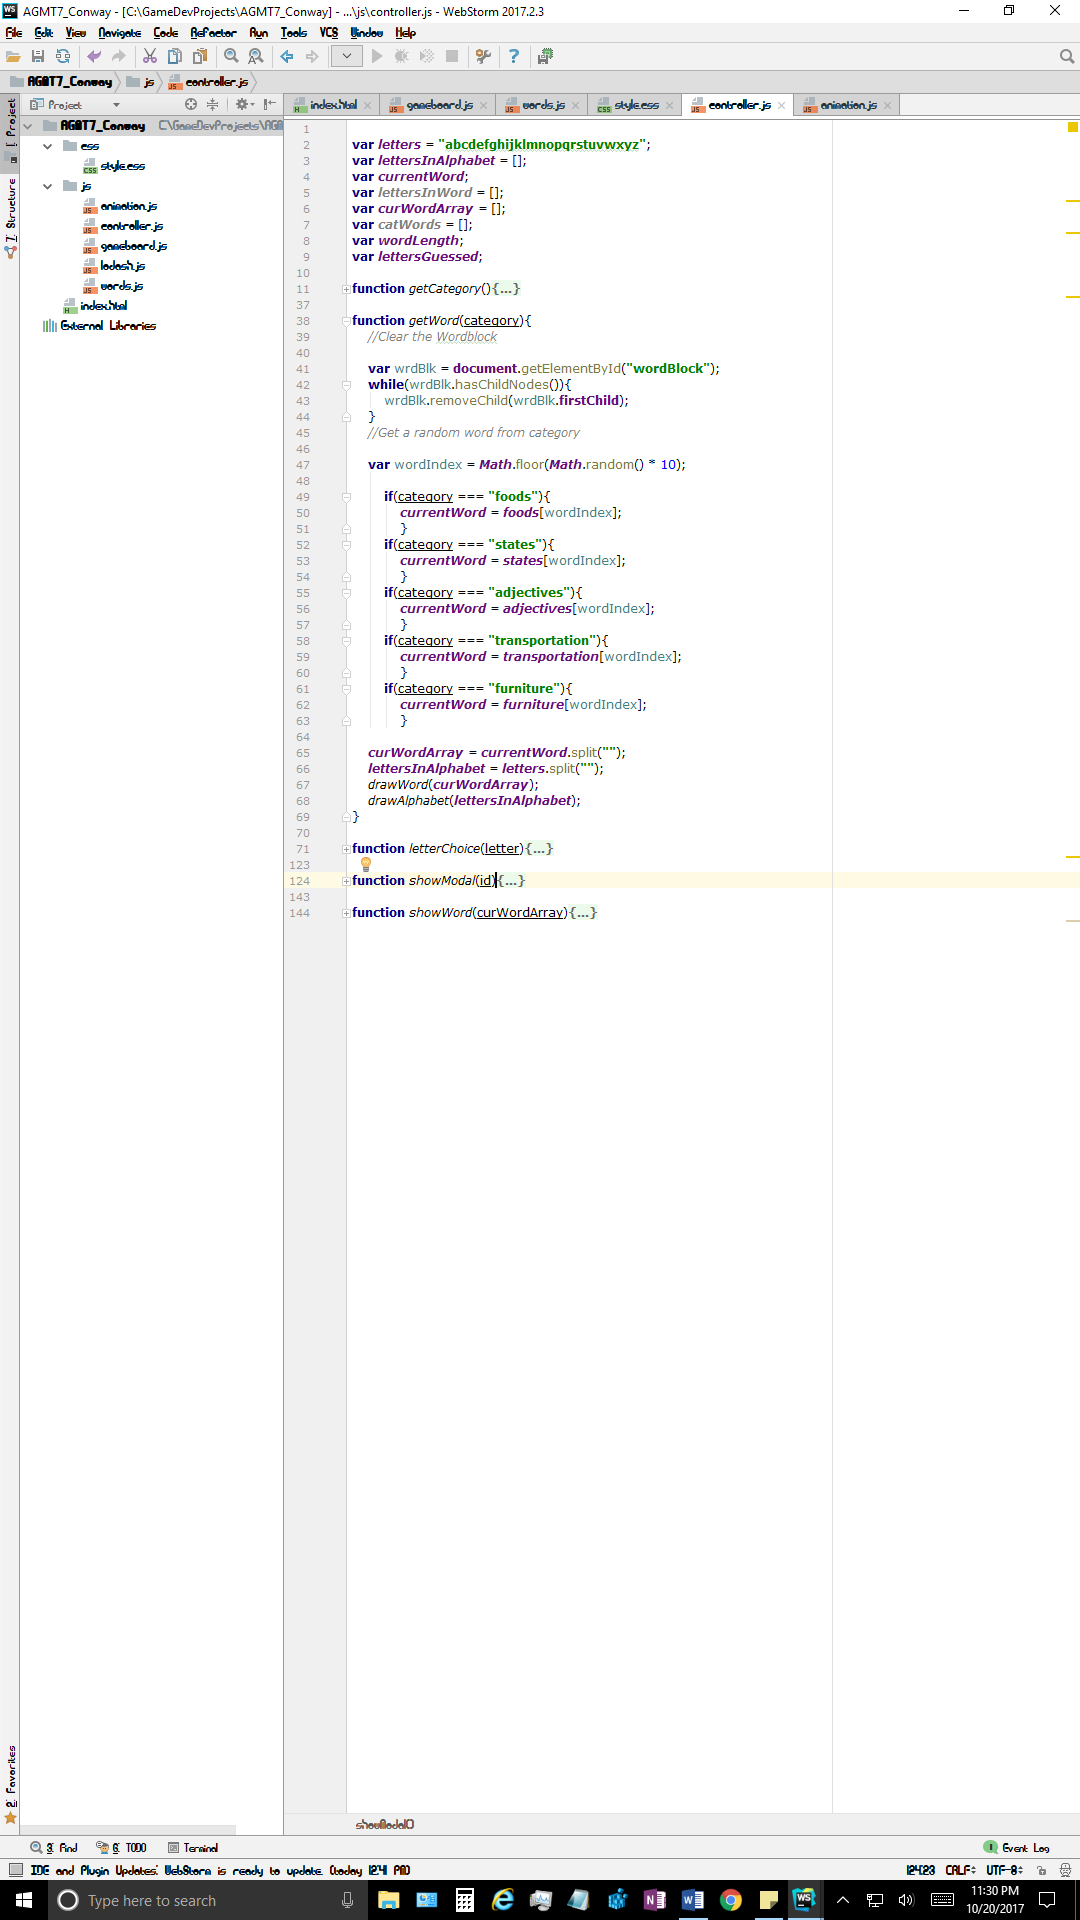 AGMT7_Conway - [C:\GameDevProjects\AGMT7_Conway] - ...\js\controller.js - WebStorm 2017.2.3
File Edit View Navigate Code Refactor Run Tools VCS Window Help
AGMT7_Conway js controller.js
Project
index.html gameboard.js words.js style.css controller.js animation.js
AGMT7_Conway C:\GameDevProjects\AGM
css
style.css
js
animation.js
controller.js
gameboard.js
lodash.js
words.js
index.html
External Libraries
1: Project
7: Structure
2: Favorites
1
2 var letters = "abcdefghijklmnopqrstuvwxyz";
3 var lettersInAlphabet = [];
4 var currentWord;
5 var lettersInWord = [];
6 var curWordArray = [];
7 var catWords = [];
8 var wordLength;
9 var lettersGuessed;
10
11 function getCategory(){...}
37
38 function getWord(category){
39 //Clear the Wordblock
40
41 var wrdBlk = document.getElementById("wordBlock");
42 while(wrdBlk.hasChildNodes()){
43 wrdBlk.removeChild(wrdBlk.firstChild);
44 }
45 //Get a random word from category
46
47 var wordIndex = Math.floor(Math.random() * 10);
48
49 if(category === "foods"){
50 currentWord = foods[wordIndex];
51 }
52 if(category === "states"){
53 currentWord = states[wordIndex];
54 }
55 if(category === "adjectives"){
56 currentWord = adjectives[wordIndex];
57 }
58 if(category === "transportation"){
59 currentWord = transportation[wordIndex];
60 }
61 if(category === "furniture"){
62 currentWord = furniture[wordIndex];
63 }
64
65 curWordArray = currentWord.split("");
66 lettersInAlphabet = letters.split("");
67 drawWord(curWordArray);
68 drawAlphabet(lettersInAlphabet);
69 }
70
71 function letterChoice(letter){...}
123
124 function showModal(id){...}
143
144 function showWord(curWordArray){...}
showModal()
3: Find 6: TODO Terminal Event Log
IDE and Plugin Updates: WebStorm is ready to update. (today 12:41 PM) 124:23 CRLF÷ UTF-8÷
Type here to search
11:30 PM
10/20/2017